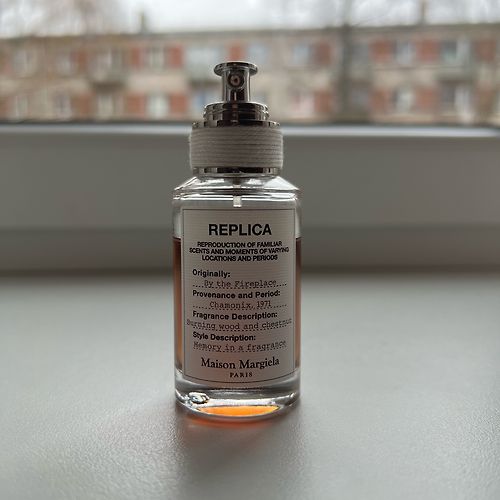 REPLICA
REPRODUCTION OF FAMILIAR
SCENTS AND MOMENTS OF VARYING
LOCATIONS AND PERIODS
Originally:
By the Fireplace
Provenance and Period:
Chamonix, 1971
Fragrance Description:
Burning wood and chestnut
Style Description:
Memory in a fragrance
Maison Margiela
PARIS